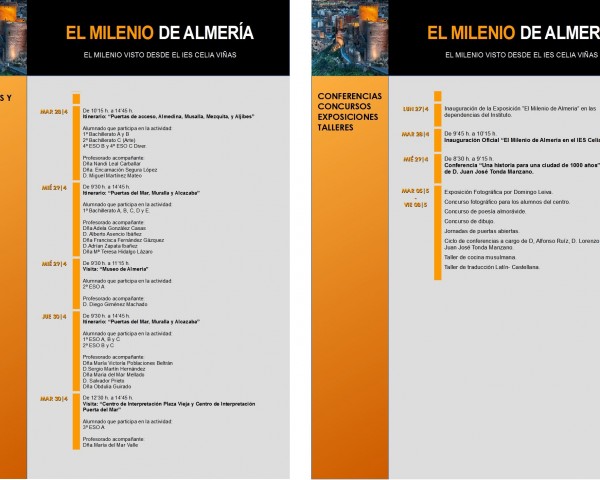 EL MILENIO DE ALMERÍA
EL MILENIO VISTO DESDE EL IES CELIA VIÑAS
S Y
MAR 28|4
De 10'15 h. a 14'45 h.
Itinerario: "Puertas de acceso, Almedina, Muralla, Mezquita, y Aljibes"
Alumnado que participa en la actividad:
1º Bachillerato A y B
2º Bachillerato C (Arte)
4º ESO B y 4º ESO C Diver.
Profesorado acompañante:
Dña Nandi Leal Carballar
Dña. Encarnación Segura López
D. Miguel Martínez Mateo
MIÉ 29|4
De 9'30 h. a 14'45 h.
Itinerario: "Puertas del Mar, Muralla y Alcazaba"
Alumnado que participa en la actividad:
1º Bachillerato A, B, C, D y E.
Profesorado acompañante:
Dña Adela González Casas
D. Alberto Asencio Ibáñez
Dña Francisca Fernández Gázquez
D. Adrian Zapata Ibañez
Dña Mª Teresa Hidalgo Lázaro
MIÉ 29|4
De 9'30 h. a 11'15 h.
Visita: "Museo de Almería"
Alumnado que participa en la actividad:
2º ESO A
Profesorado acompañante:
D. Diego Giménez Machado
JUE 30|4
De 9'30 h. a 14'45 h.
Itinerario: "Puertas del Mar, Muralla y Alcazaba"
Alumnado que participa en la actividad:
1º ESO A, B y C
2º ESO B y C
Profesorado acompañante:
Dña María Victoria Poblaciones Beltrán
D.Sergio Martín Hernández
Dña María del Mar Mellado
D. Salvador Prieto
Dña Obdulia Guirado
MAR 30|4
De 12'30 h. a 14'45 h.
Visita: "Centro de Interpretación Plaza Vieja y Centro de Interpretación
Puerta del Mar"
Alumnado que participa en la actividad:
3º ESO A
Profesorado acompañante:
Dña María del Mar Valle
EL MILENIO DE ALMER
EL MILENIO VISTO DESDE EL IES CELIA VIÑAS
CONFERENCIAS
CONCURSOS
EXPOSICIONES
TALLERES
LUN 27|4
Inauguración de la Exposición "El Milenio de Almería" en las
dependencias del Instituto.
MAR 28|4
De 9'45 h. a 10'15 h.
Inauguración Oficial "El Milenio de Almería en el IES Celia
MIÉ 29|4
De 8'30 h. a 9'15 h.
Conferencia "Una historia para una ciudad de 1000 años"
de D. Juan José Tonda Manzano.
MAR 05|5
-
VIE 08|5
Exposición Fotográfica por Domingo Leiva.
Concurso fotográfico para los alumnos del centro.
Concurso de poesía almorávide.
Concurso de dibujo.
Jornadas de puertas abiertas.
Ciclo de conferencias a cargo de D, Alfonso Ruíz, D. Lorenzo
Juan José Tonda Manzano.
Taller de cocina musulmana.
Taller de traducción Latín- Castellana.